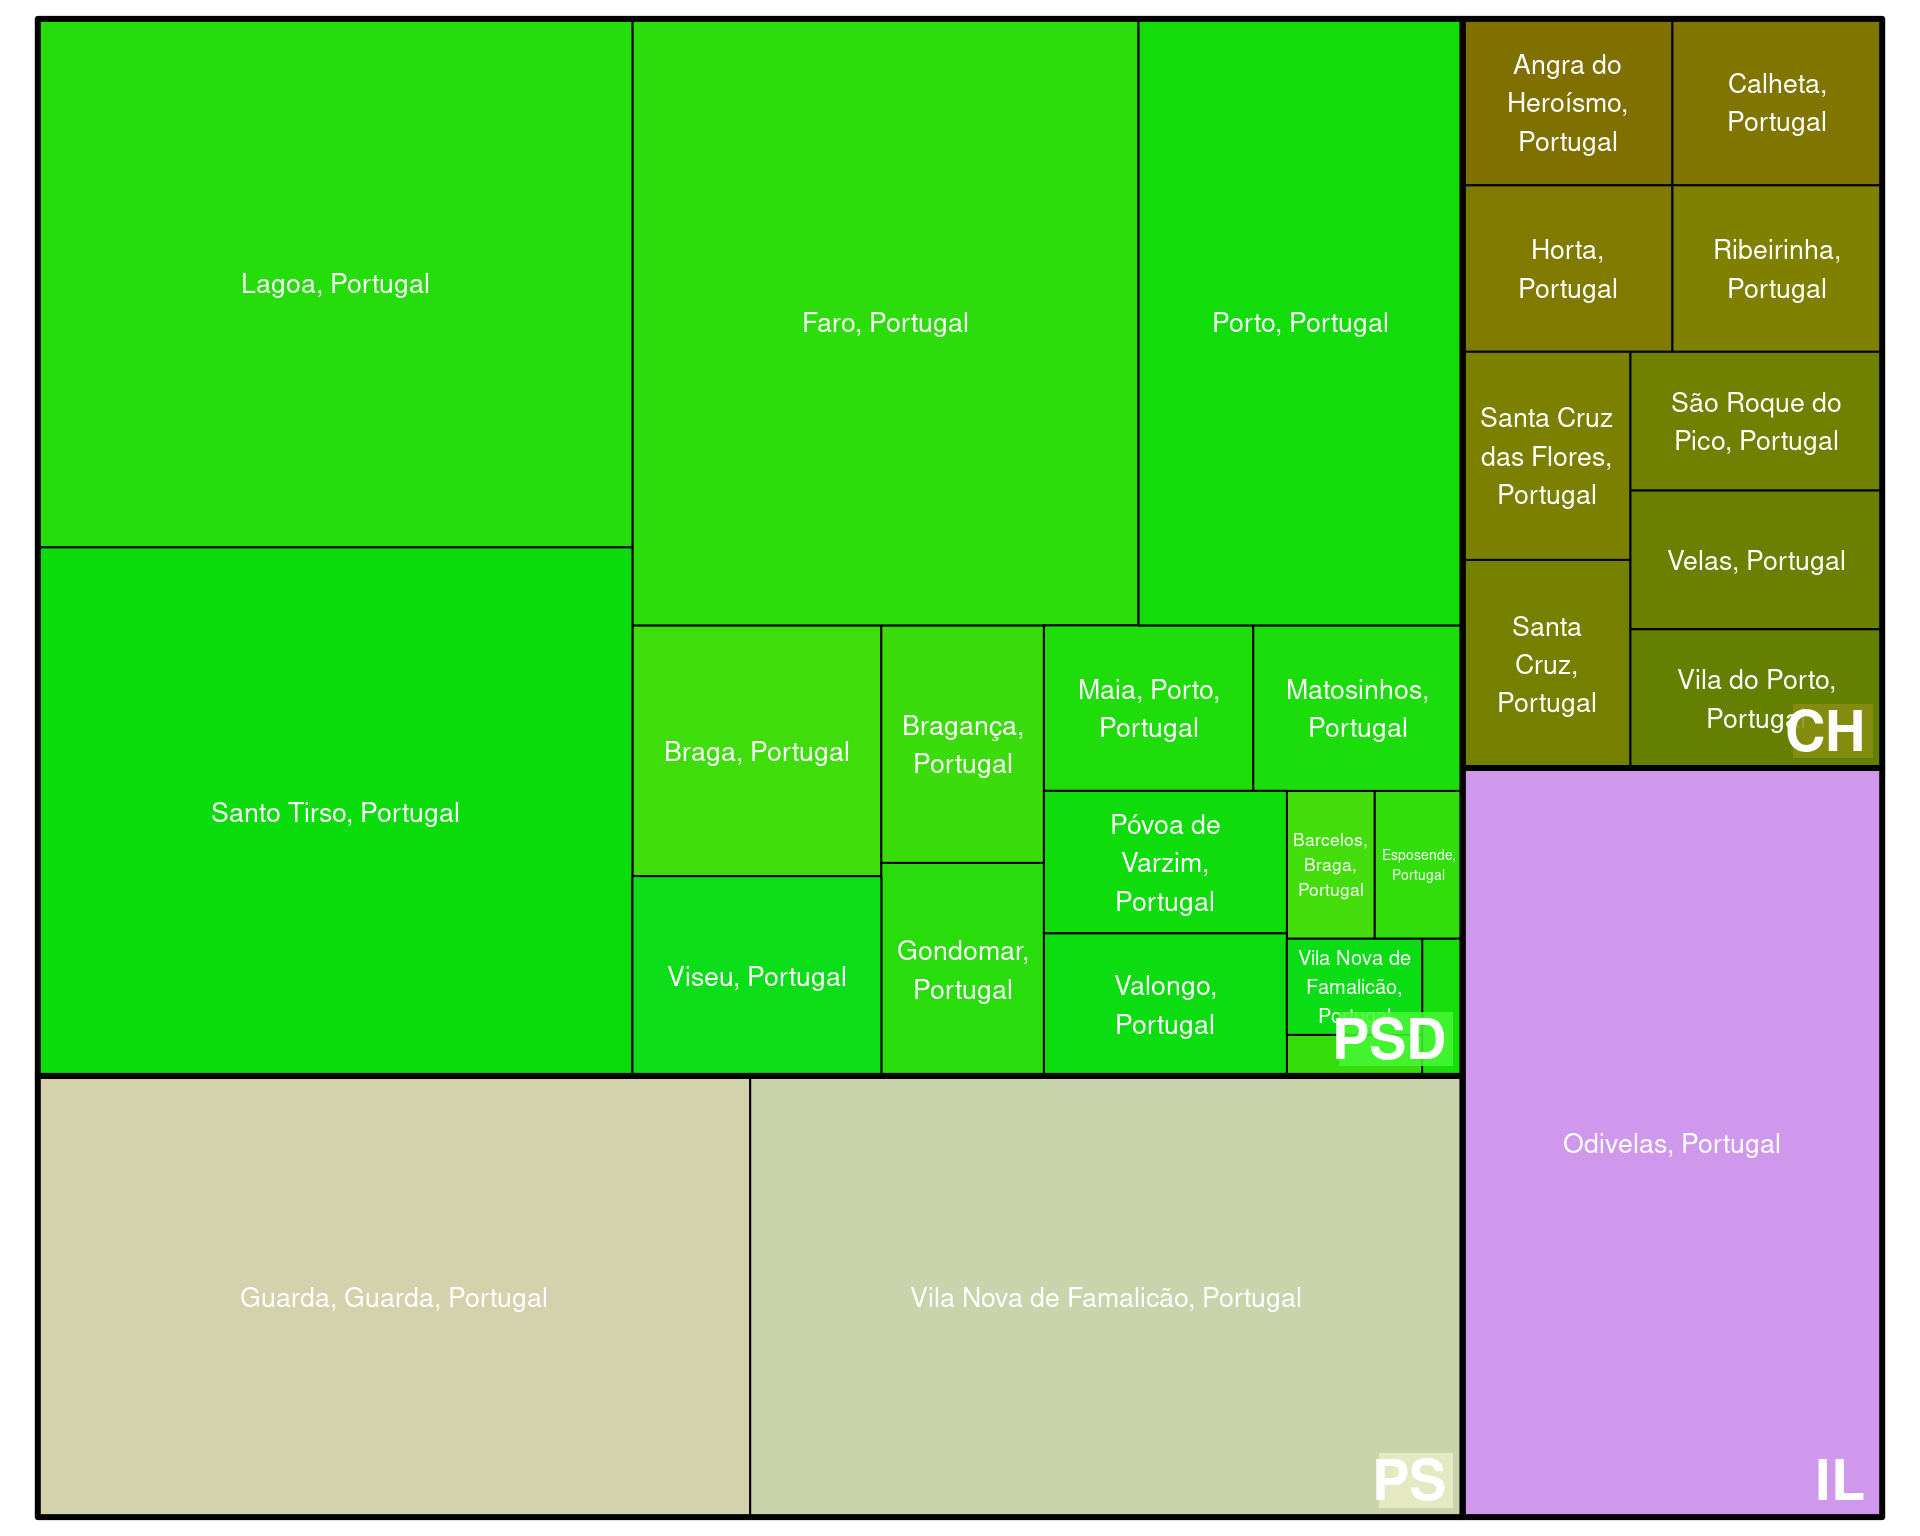 Lagoa, Portugal
Faro, Portugal
Porto, Portugal
Santo Tirso, Portugal
Braga, Portugal
Bragança,
Portugal
Maia, Porto,
Portugal
Matosinhos,
Portugal
Viseu, Portugal
Gondomar,
Portugal
Póvoa de
Varzim,
Portugal
Valongo,
Portugal
Barcelos,
Braga,
Portugal
Esposende,
Portugal
Vila Nova de
Famalicão,
Portugal
PSD
Angra do
Heroísmo,
Portugal
Calheta,
Portugal
Horta,
Portugal
Ribeirinha,
Portugal
Santa Cruz
das Flores,
Portugal
São Roque do
Pico, Portugal
Velas, Portugal
Santa
Cruz,
Portugal
Vila do Porto,
Portugal
CH
Guarda, Guarda, Portugal
Vila Nova de Famalicão, Portugal
PS
Odivelas, Portugal
IL